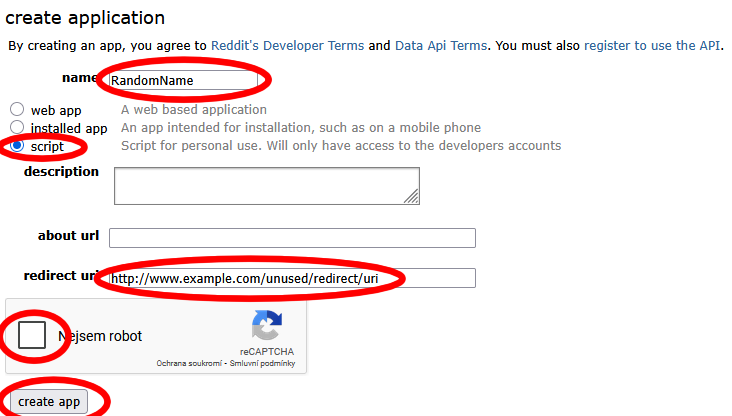 create application
By creating an app, you agree to Reddit's Developer Terms and Data Api Terms. You must also register to use the API.
name RandomName
web app A web based application
installed app An app intended for installation, such as on a mobile phone
script Script for personal use. Will only have access to the developers accounts
description
about url
redirect uri http://www.example.com/unused/redirect/uri
Nejsem robot
reCAPTCHA
Ochrana soukromí - Smluvní podmínky
create app